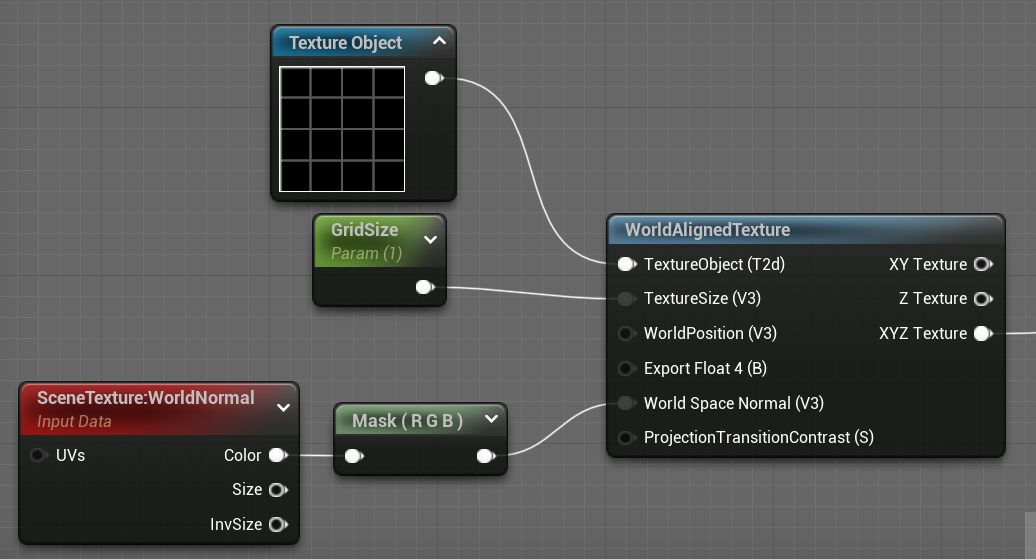 Texture Object
GridSize
Param (1)
WorldAlignedTexture
TextureObject (T2d) XY Texture
TextureSize (V3) Z Texture
WorldPosition (V3) XYZ Texture
Export Float 4 (B)
World Space Normal (V3)
ProjectionTransitionContrast (S)
SceneTexture:WorldNormal
Input Data
UVs Color
Size
InvSize
Mask ( R G B )